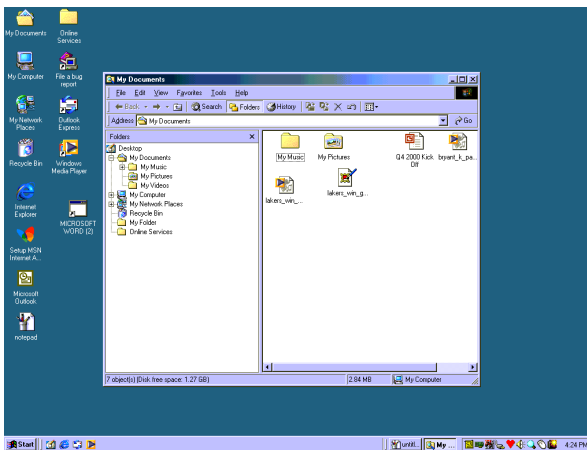 My Documents
Online
Services
My Computer
File a bug
report
My Network
Places
Outlook
Express
Recycle Bin
Windows
Media Player
Internet
Explorer
MICROSOFT
WORD (2)
Setup MSN
Internet A...
Microsoft
Outlook
notepad
My Documents
File Edit View Favorites Tools Help
Back Search Folders History
Address My Documents Go
Folders
Desktop
My Documents
My Music
My Pictures
My Videos
My Computer
My Network Places
Recycle Bin
My Folder
Online Services
My Music
My Pictures
Q4 2000 Kick
Off
bryant_k_pa...
lakers_win_...
lakers_win_g...
7 object(s) (Disk free space: 1.27 GB) 2.84 MB My Computer
Start untitl... My ... 4:24 PM